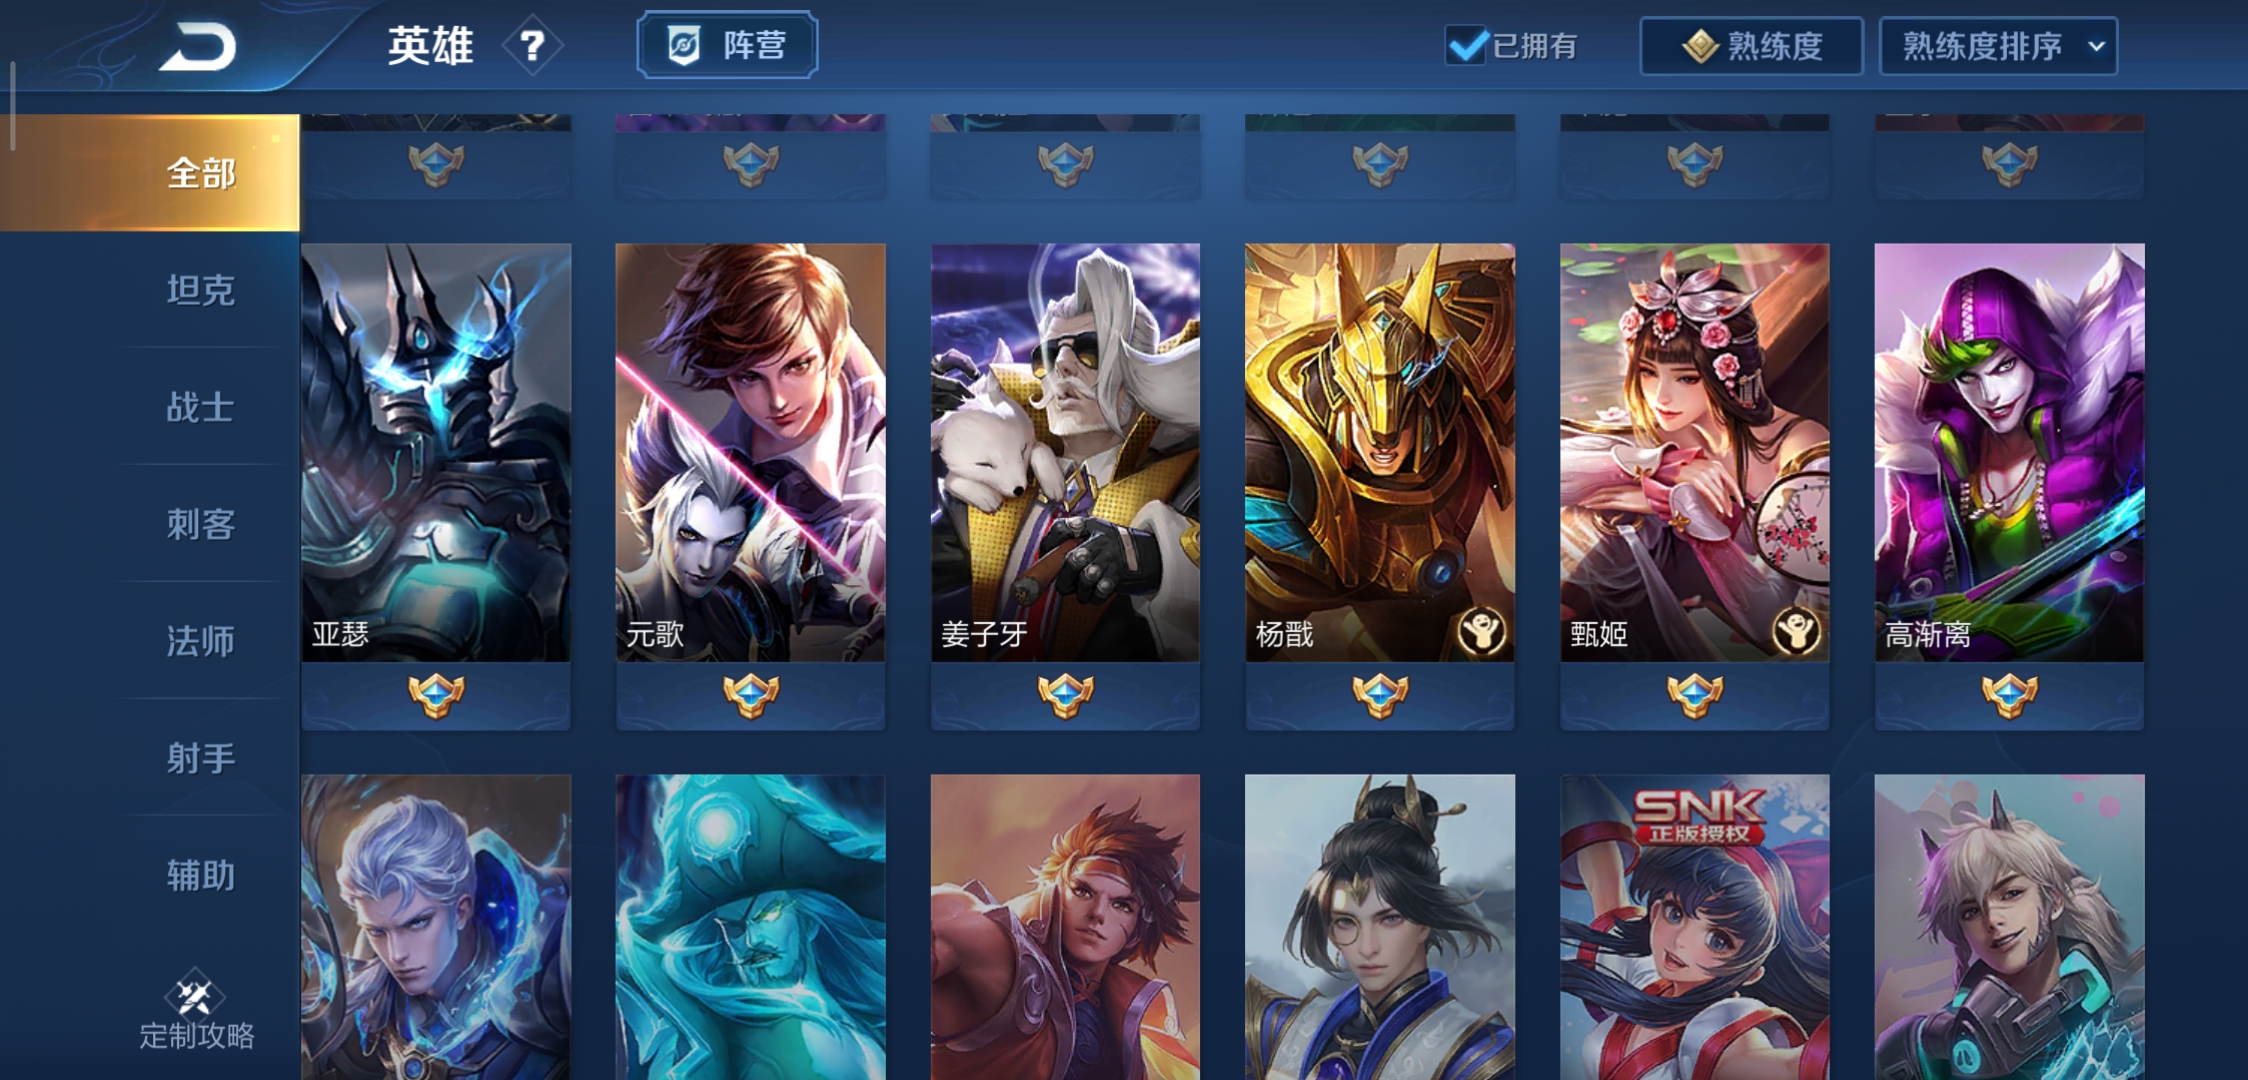 英雄
?
阵营
已拥有
熟练度
熟练度排序
全部
坦克
战士
刺客
法师
射手
辅助
定制攻略
亚瑟
元歌
姜子牙
杨戬
甄姬
高渐离
SNK
正版授权